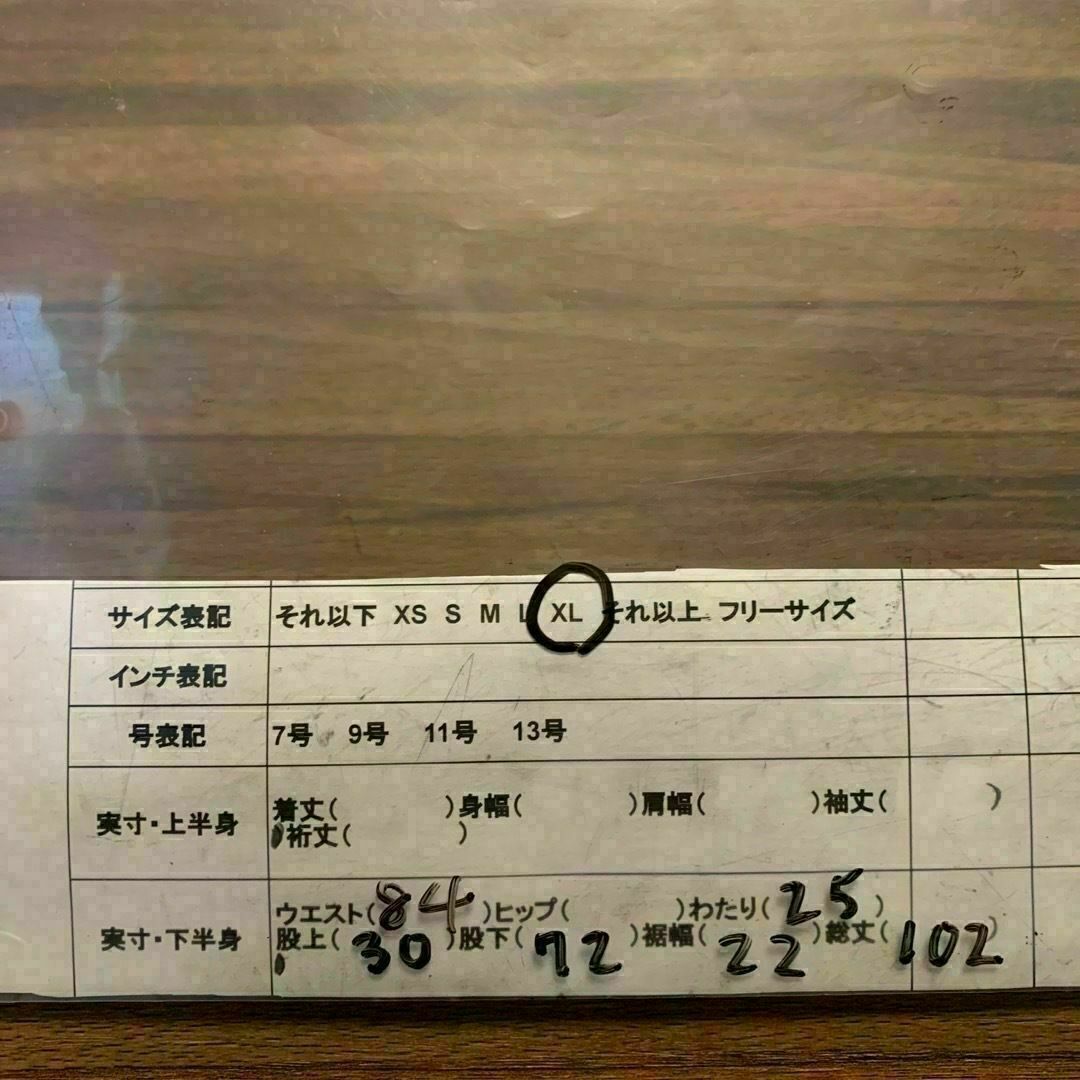 サイズ表記 それ以下 XS S M L XL それ以上 フリーサイズ
インチ表記
号表記 7号 9号 11号 13号
実寸・上半身 着丈( )身幅( )肩幅( )袖丈( )
裄丈( )
実寸・下半身 ウエスト(84)ヒップ( )わたり(25)
股上(30)股下(72)裾幅(22)総丈(102)